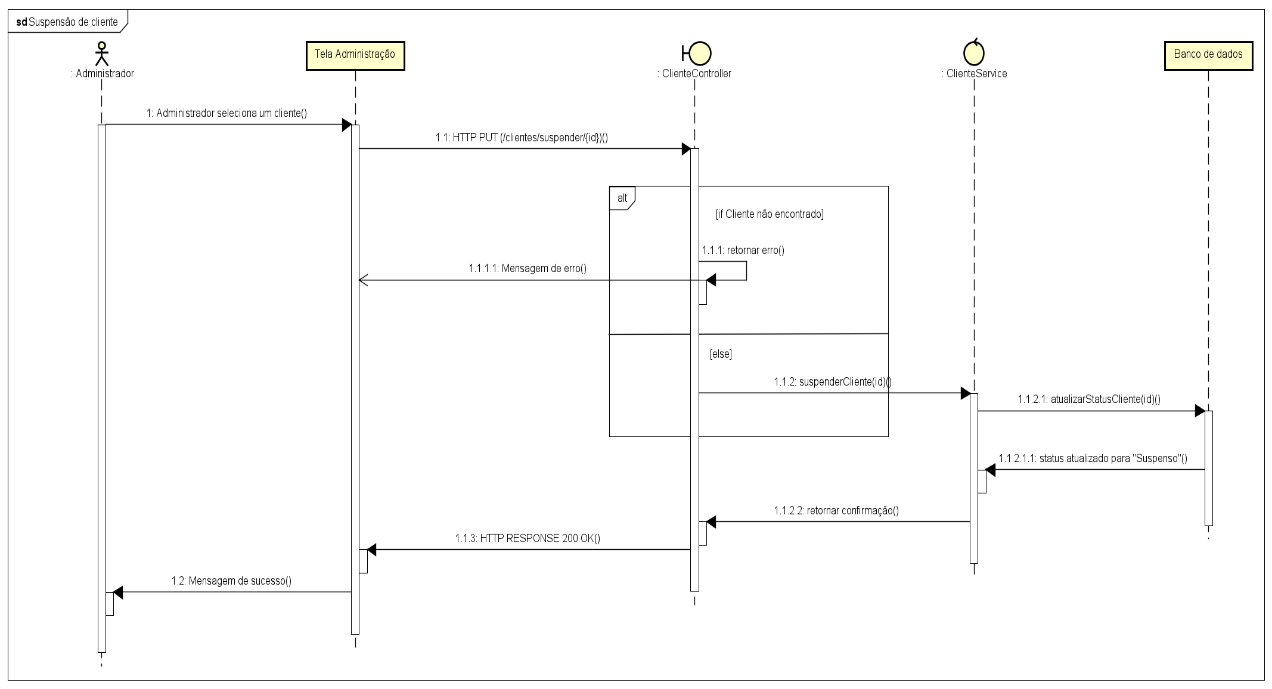 sd Suspensão de cliente
: Administrador
Tela Administração
: ClienteController
: ClienteService
Banco de dados
1: Administrador seleciona um cliente()
1.1: HTTP PUT (/clientes/suspender/{id})()
alt
[if Cliente não encontrado]
1.1.1: retornar erro()
1.1.1.1: Mensagem de erro()
[else]
1.1.2: suspenderCliente(id)()
1.1.2.1: atualizarStatusCliente(id)()
1.1.2.1.1: status atualizado para "Suspenso"()
1.1.2.2: retornar confirmação()
1.1.3: HTTP RESPONSE 200 OK()
1.2: Mensagem de sucesso()